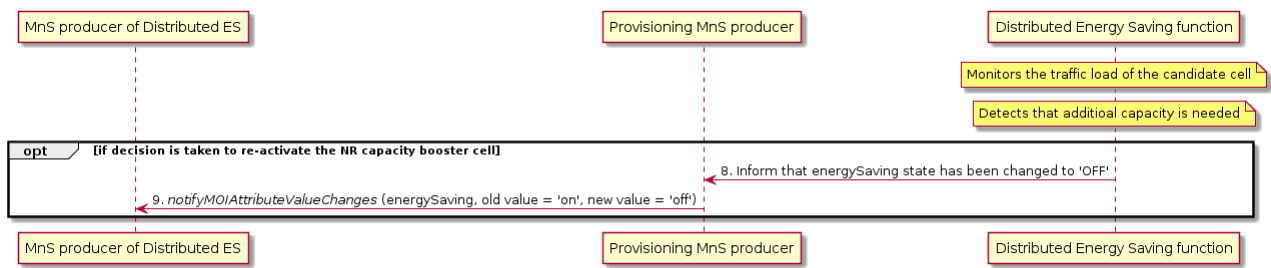 MnS producer of Distributed ES
Provisioning MnS producer
Distributed Energy Saving function
Monitors the traffic load of the candidate cell
Detects that additioal capacity is needed
opt
[if decision is taken to re-activate the NR capacity booster cell]
8. Inform that energySaving state has been changed to 'OFF'
9. notifyMOIAttributeValueChanges (energySaving, old value = 'on', new value = 'off')
MnS producer of Distributed ES
Provisioning MnS producer
Distributed Energy Saving function